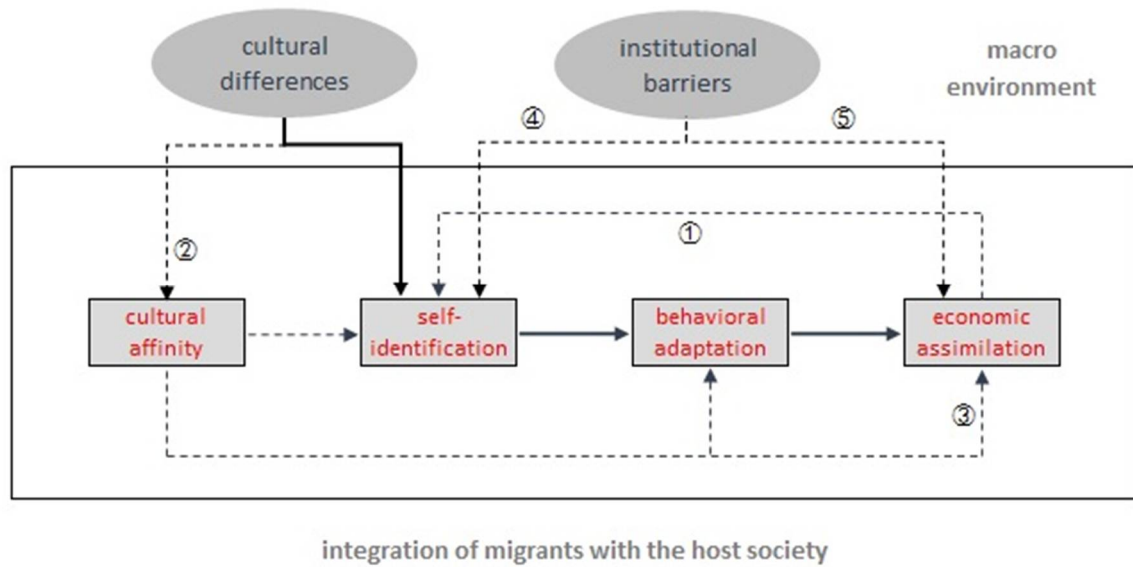 cultural
differences
institutional
barriers
macro
environment
④
⑤
①
②
cultural
affinity
self-
identification
behavioral
adaptation
economic
assimilation
③
integration of migrants with the host society